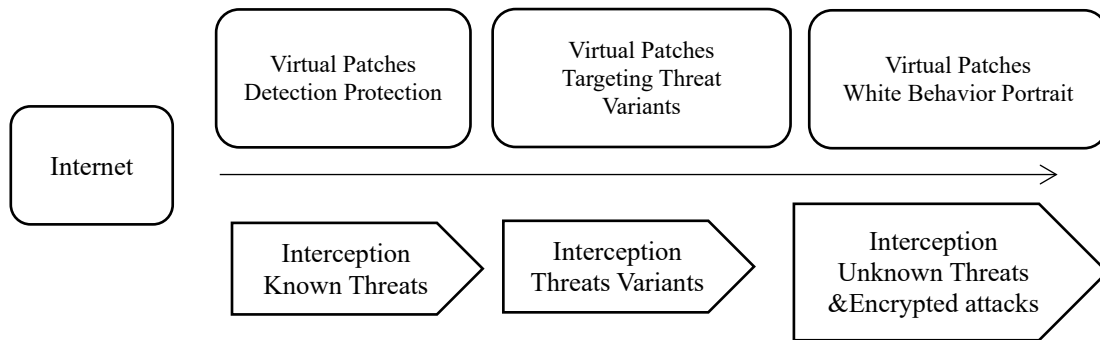 Internet
Virtual Patches
Detection Protection
Virtual Patches
Targeting Threat
Variants
Virtual Patches
White Behavior Portrait
Interception
Known Threats
Interception
Threats Variants
Interception
Unknown Threats
&Encrypted attacks